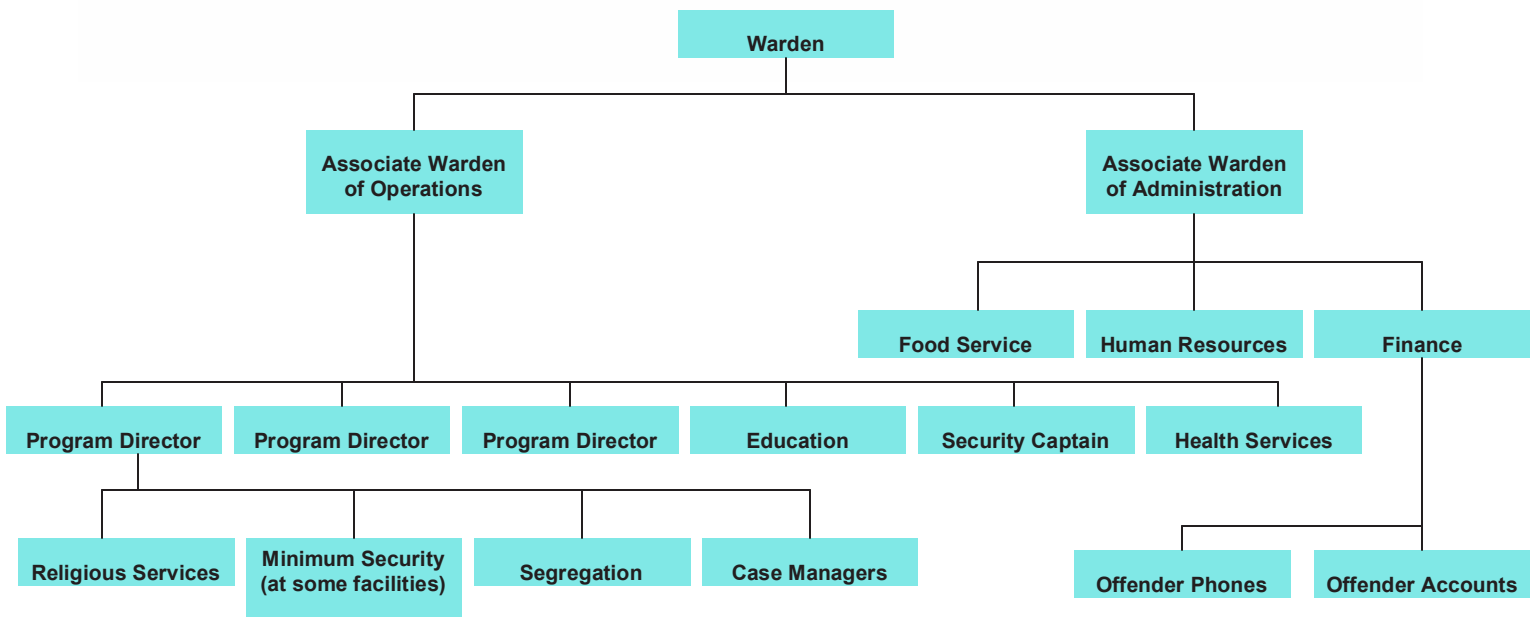 Warden
Associate Warden
of Operations
Associate Warden
of Administration
Food Service
Human Resources
Finance
Program Director
Program Director
Program Director
Education
Security Captain
Health Services
Religious Services
Minimum Security
(at some facilities)
Segregation
Case Managers
Offender Phones
Offender Accounts